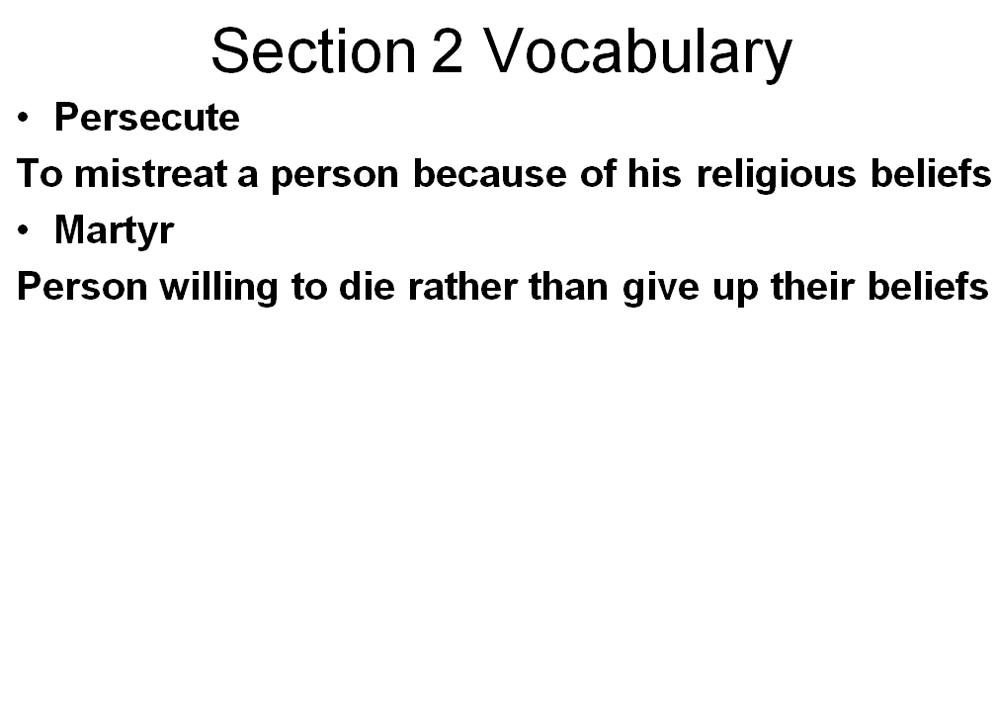 Section 2 Vocabulary
• Persecute
To mistreat a person because of his religious beliefs
• Martyr
Person willing to die rather than give up their beliefs